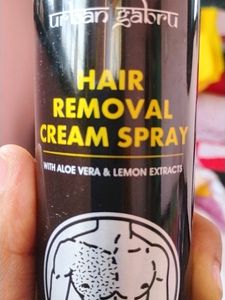 urban gabru
HAIR
REMOVAL
CREAM SPRAY
WITH ALOE VERA & LEMON EXTRACTS